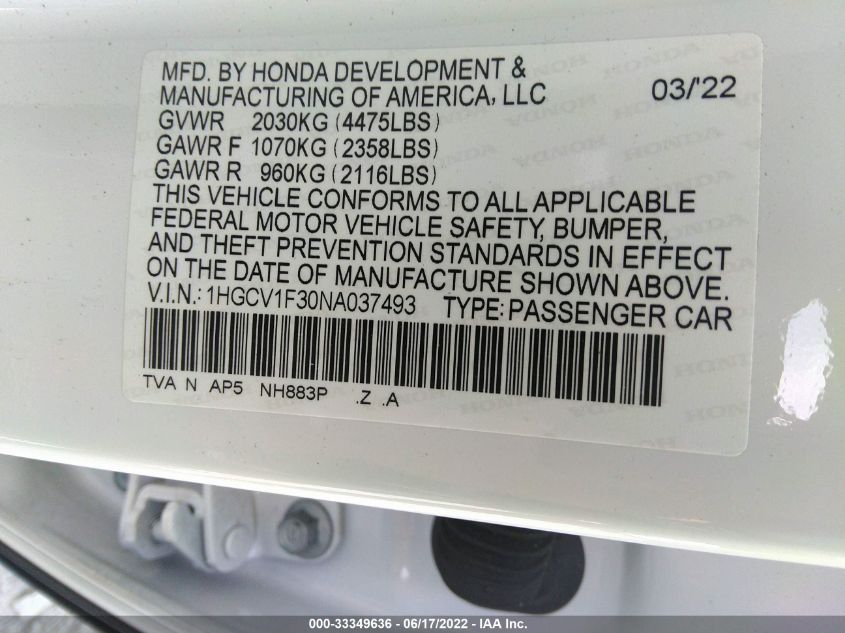 MFD. BY HONDA DEVELOPMENT &
MANUFACTURING OF AMERICA, LLC 03/'22
GVWR 2030KG (4475LBS)
GAWR F 1070KG (2358LBS)
GAWR R 960KG (2116LBS)
THIS VEHICLE CONFORMS TO ALL APPLICABLE
FEDERAL MOTOR VEHICLE SAFETY, BUMPER,
AND THEFT PREVENTION STANDARDS IN EFFECT
ON THE DATE OF MANUFACTURE SHOWN ABOVE.
V.I.N.: 1HGCV1F30NA037493 TYPE: PASSENGER CAR
TVA N AP5 NH883P .Z .A
000-33349636 - 06/17/2022 - IAA Inc.